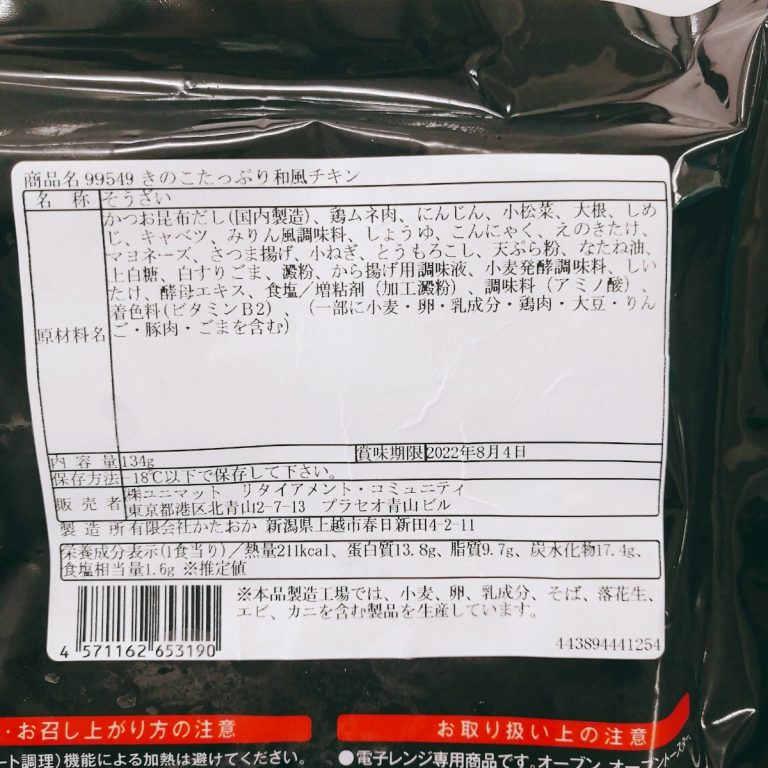 商品名 99549 きのこたっぷり和風チキン
名 称 そうざい
かつお昆布だし(国内製造)、鶏ムネ肉、にんじん、小松菜、大根、しめ
じ、キャベツ、みりん風調味料、しょうゆ、こんにゃく、えのきたけ、
マヨネーズ、さつま揚げ、小ねぎ、とうもろこし、天ぷら粉、なたね油、
上白糖、白すりごま、澱粉、から揚げ用調味液、小麦発酵調味料、しい
たけ、酵母エキス、食塩／増粘剤（加工澱粉）、調味料（アミノ酸）、
着色料(ビタミンB2)、（一部に小麦・卵・乳成分・鶏肉・大豆・りん
原材料名 ご・豚肉・ごまを含む)
内 容 量 134g 賞味期限 2022年8月4日
保存方法 -18℃以下で保存して下さい。
販 売 者 ㈱ユニマット リタイアメント・コミュニティ
東京都港区北青山2-7-13 プラセオ青山ビル
製 造 所 有限会社かたおか 新潟県上越市春日新田4-2-11
栄養成分表示(1食当り)／熱量211kcal、蛋白質13.8g、脂質9.7g、炭水化物17.4g、
食塩相当量1.6g ※推定値
※本品製造工場では、小麦、卵、乳成分、そば、落花生、
エビ、カニを含む製品を生産しています。
4 571162 653190
443894441254
・お召し上がり方の注意
お取り扱い上の注意
ート調理）機能による加熱は避けてください。
●電子レンジ専用商品です。オーブン、オーブントースター